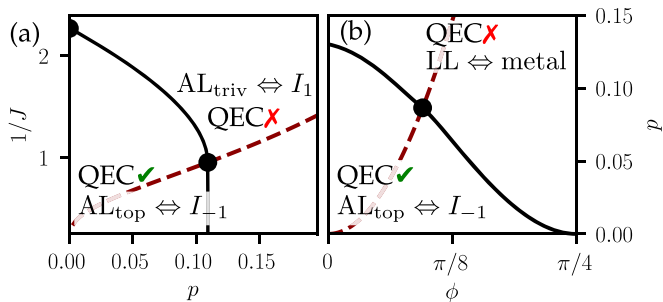 (a)
2
1
1/J
AL_triv ⇔ I_1
QEC✗
QEC✓
AL_top ⇔ I_−1
0.00 0.05 0.10 0.15
p
(b)
QEC✗
LL ⇔ metal
QEC✓
AL_top ⇔ I_−1
0 π/8 π/4
ϕ
0.15
0.10
0.05
0.00
p